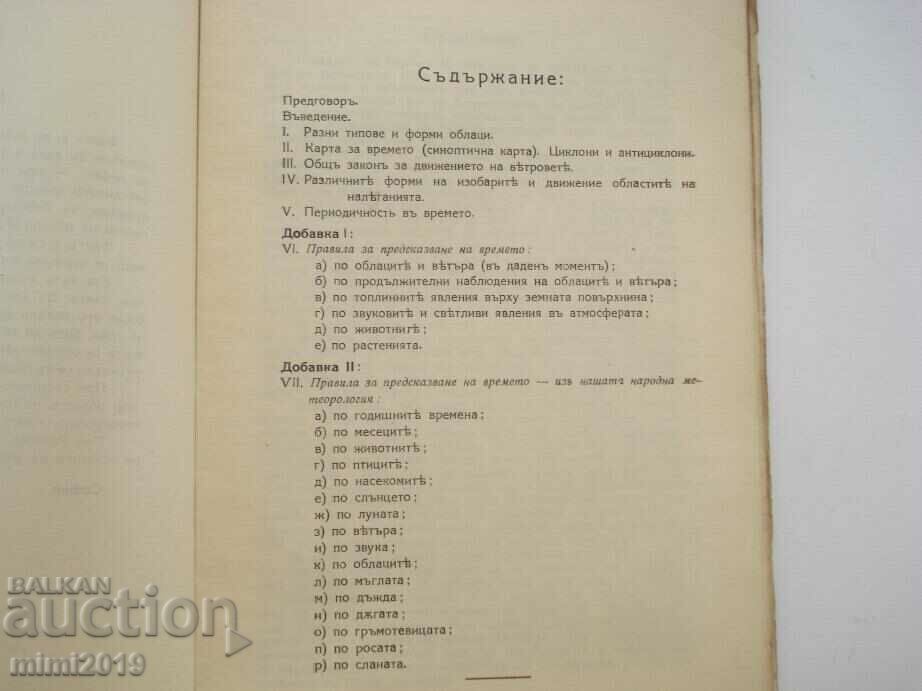 Съдържание:
Предговоръ.
Въведение.
I. Разни типове и форми облаци.
II. Карта за времето (синоптична карта). Циклони и антициклони.
III. Общъ законъ за движението на вѣтроветѣ.
IV. Различнитѣ форми на изобаритѣ и движение областитѣ на
налѣганията.
V. Периодичность въ времето.
Добавка I:
VI. Правила за предсказване на времето:
а) по облацитѣ и вѣтъра (въ даденъ моментъ);
б) по продължителни наблюдения на облацитѣ и вѣтъра;
в) по топлиннитѣ явления върху земната повърхнина;
г) по звуковитѣ и свѣтливи явления въ атмосферата;
д) по животнигѣ;
е) по растенията.
Добавка II:
VII. Правила за предсказване на времето — изъ нашатъ народна ме-
теорология:
а) по годишнитѣ времена;
б) по месецитѣ;
в) по животнитѣ;
г) по птицитѣ;
д) по насекомитѣ;
е) по слънцето;
ж) по луната;
з) по вѣтъра;
и) по звука;
к) по облацитѣ;
л) по мъглата;
м) по дъжда;
н) по джгата;
о) по гръмотевицата;
п) по росата;
р) по сланата.
BALKAN
auction
mimi2019